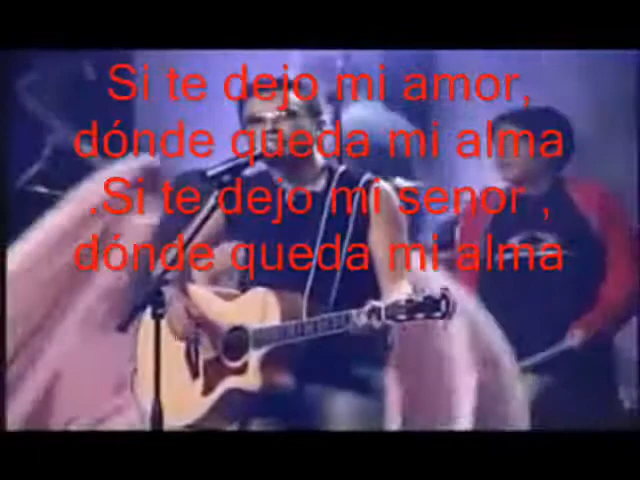 Si te dejo mi amor,
dónde queda mi alma
.Si te dejo mi senor ,
dónde queda mi alma